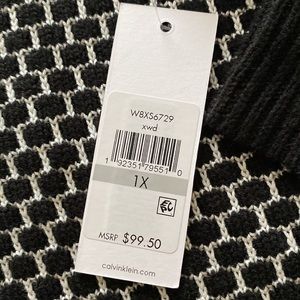 W8XS6729
xwd
1 92351 79551 0
1X
MSRP $99.50
calvinklein.com